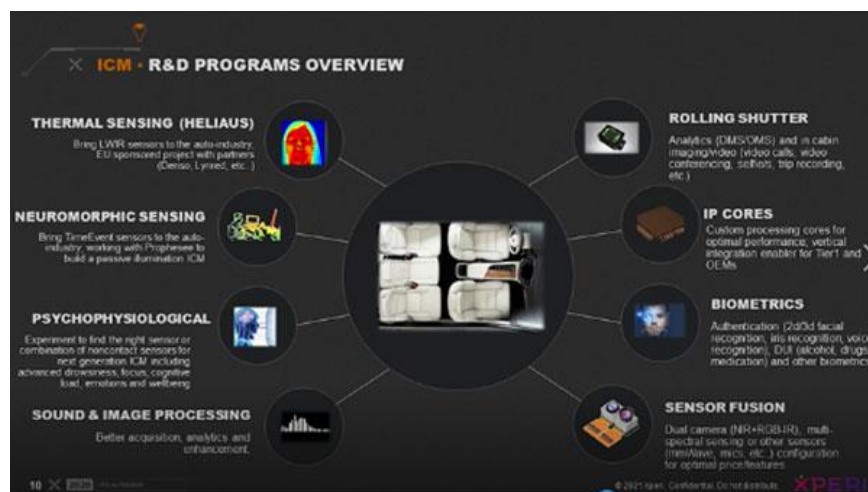 ICM - R&D PROGRAMS OVERVIEW
THERMAL SENSING (HELIAUS)
Bring LWIR sensors to the auto-industry,
EU sponsored project with partners
(Denso, Lynred, etc..)
NEUROMORPHIC SENSING
Bring TimeEvent sensors to the auto-
industry, working with Prophesee to
build a passive illumination ICM
PSYCHOPHYSIOLOGICAL
Experiment to find the right sensor or
combination of noncontact sensors for
next generation ICM including
advanced drowsiness, focus, cognitive
load, emotions and wellbeing
SOUND & IMAGE PROCESSING
Better acquisition, analytics and
enhancement.
ROLLING SHUTTER
Analytics (DMS/OMS) and in cabin
imaging/video (video calls, video
conferencing, selfies, trip recording,
etc.)
IP CORES
Custom processing cores for
optimal performance, vertical
integration enabler for Tier1 and
OEMs
BIOMETRICS
Authentication (2d/3d facial
recognition, iris recognition, voice
recognition), DUI (alcohol, drugs,
medication) and other biometrics
SENSOR FUSION
Dual camera (NIR+RGB-IR), multi-
spectral sensing or other sensors
(mmWave, mics, etc..) configuration
for optimal price/features
10
© 2021 Xperi. Confidential. Do not distribute.
XPERI